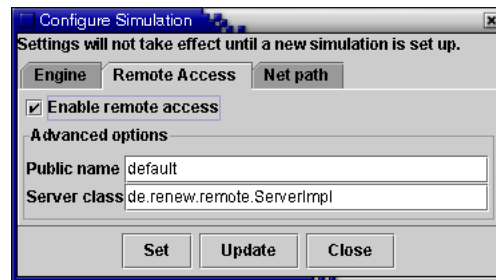 Configure Simulation
Settings will not take effect until a new simulation is set up.
Engine Remote Access Net path
Enable remote access
Advanced options
Public name default
Server class de.renew.remote.ServerImpl
Set Update Close